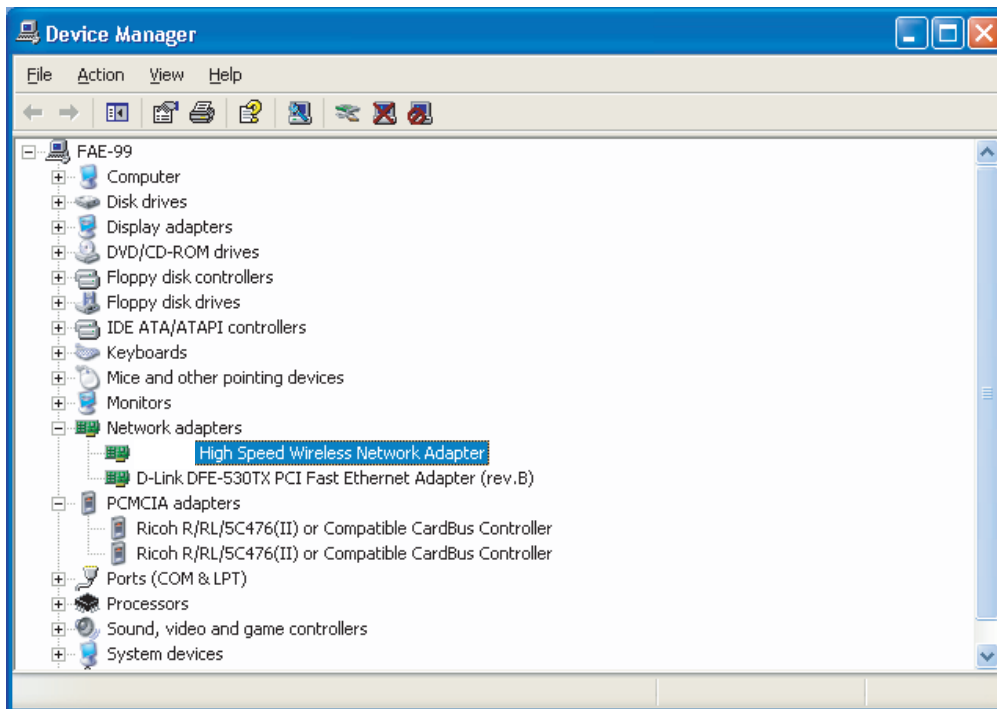 Device Manager
File Action View Help
FAE-99
Computer
Disk drives
Display adapters
DVD/CD-ROM drives
Floppy disk controllers
Floppy disk drives
IDE ATA/ATAPI controllers
Keyboards
Mice and other pointing devices
Monitors
Network adapters
High Speed Wireless Network Adapter
D-Link DFE-530TX PCI Fast Ethernet Adapter (rev.B)
PCMCIA adapters
Ricoh R/RL/5C476(II) or Compatible CardBus Controller
Ricoh R/RL/5C476(II) or Compatible CardBus Controller
Ports (COM & LPT)
Processors
Sound, video and game controllers
System devices